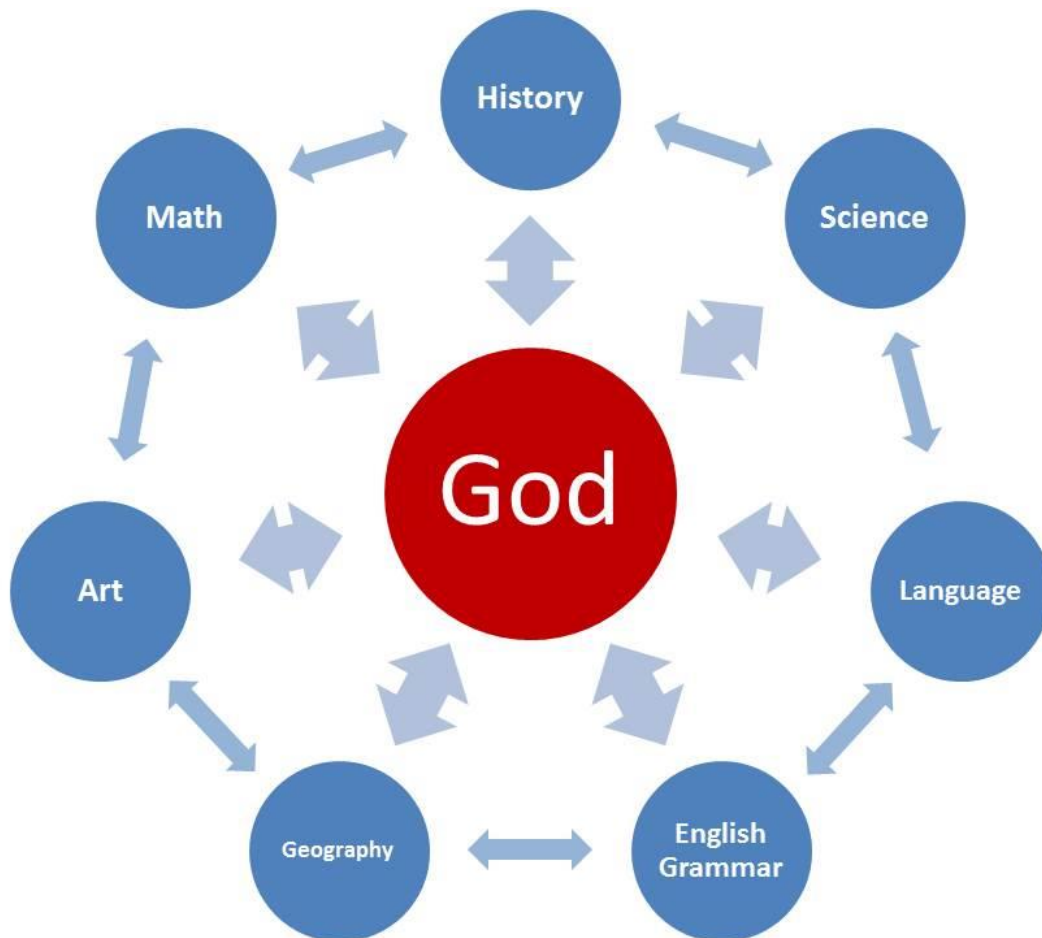 History
Science
Math
God
Language
Art
English
Grammar
Geography